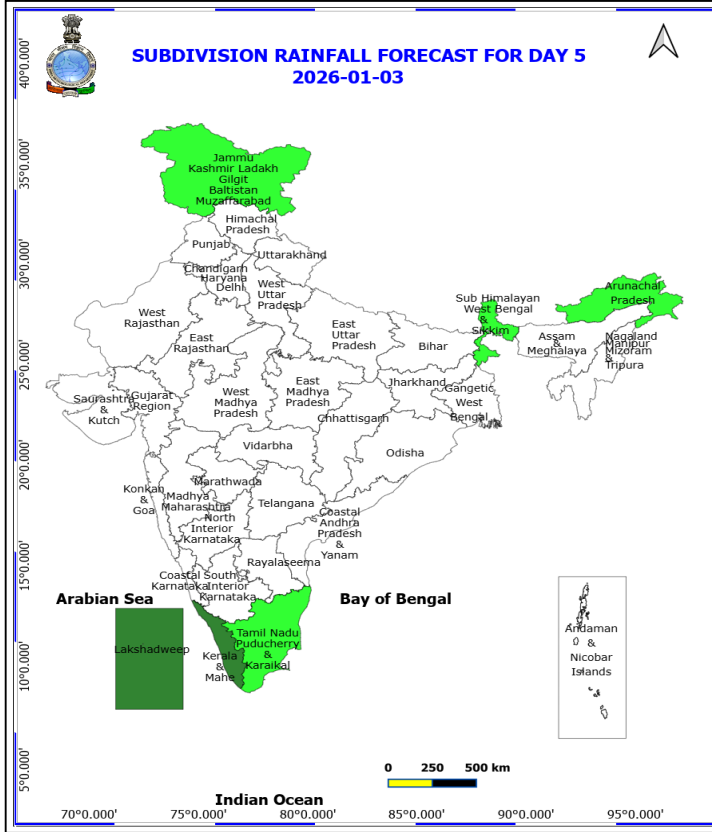 SUBDIVISION RAINFALL FORECAST FOR DAY 5
2026-01-03
40°0.000'
35°0.000'
30°0.000'
25°0.000'
20°0.000'
15°0.000'
10°0.000'
5°0.000'
Jammu
Kashmir Ladakh
Gilgit
Baltistan
Muzaffarabad
Himachal
Pradesh
Punjab
Uttarakhand
Chandigarh
Haryana
Delhi
West
Uttar
Pradesh
West
Rajasthan
East
Rajasthan
East
Uttar
Pradesh
Bihar
Sub Himalayan
West Bengal
&
Sikkim
Arunachal
Pradesh
Assam
&
Meghalaya
Nagaland
Manipur
Mizoram
&
Tripura
Saurashtra
&
Kutch
Gujarat
Region
West
Madhya
Pradesh
East
Madhya
Pradesh
Jharkhand
Gangetic
West
Bengal
Chhattisgarh
Odisha
Vidarbha
Konkan
&
Goa
Marathwada
Madhya
Maharashtra
North
Interior
Karnataka
Telangana
Coastal
Andhra
Pradesh
&
Yanam
Rayalaseema
Coastal
Karnataka
South
Interior
Karnataka
Arabian Sea
Bay of Bengal
Lakshadweep
Kerala
&
Mahe
Tamil Nadu
Puducherry
&
Karaikal
Andaman
&
Nicobar
Islands
0 250 500 km
Indian Ocean
70°0.000' 75°0.000' 80°0.000' 85°0.000' 90°0.000' 95°0.000'